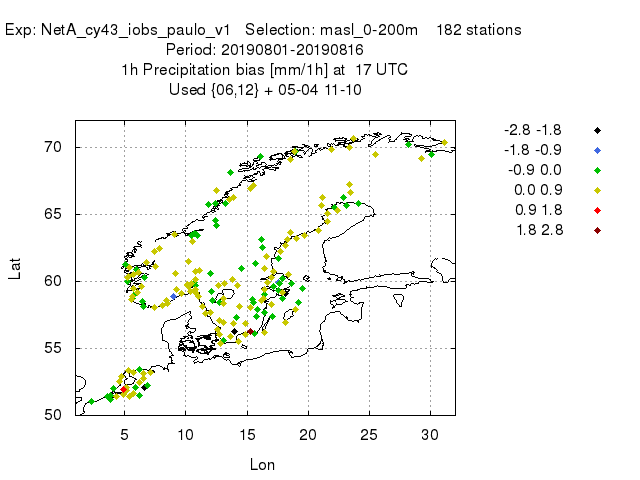 Exp: NetA_cy43_iobs_paulo_v1 Selection: masl_0-200m 182 stations
Period: 20190801-20190816
1h Precipitation bias [mm/1h] at 17 UTC
Used {06,12} + 05-04 11-10
-2.8 -1.8
-1.8 -0.9
-0.9 0.0
0.0 0.9
0.9 1.8
1.8 2.8
70
65
60
55
50
Lat
5 10 15 20 25 30
Lon